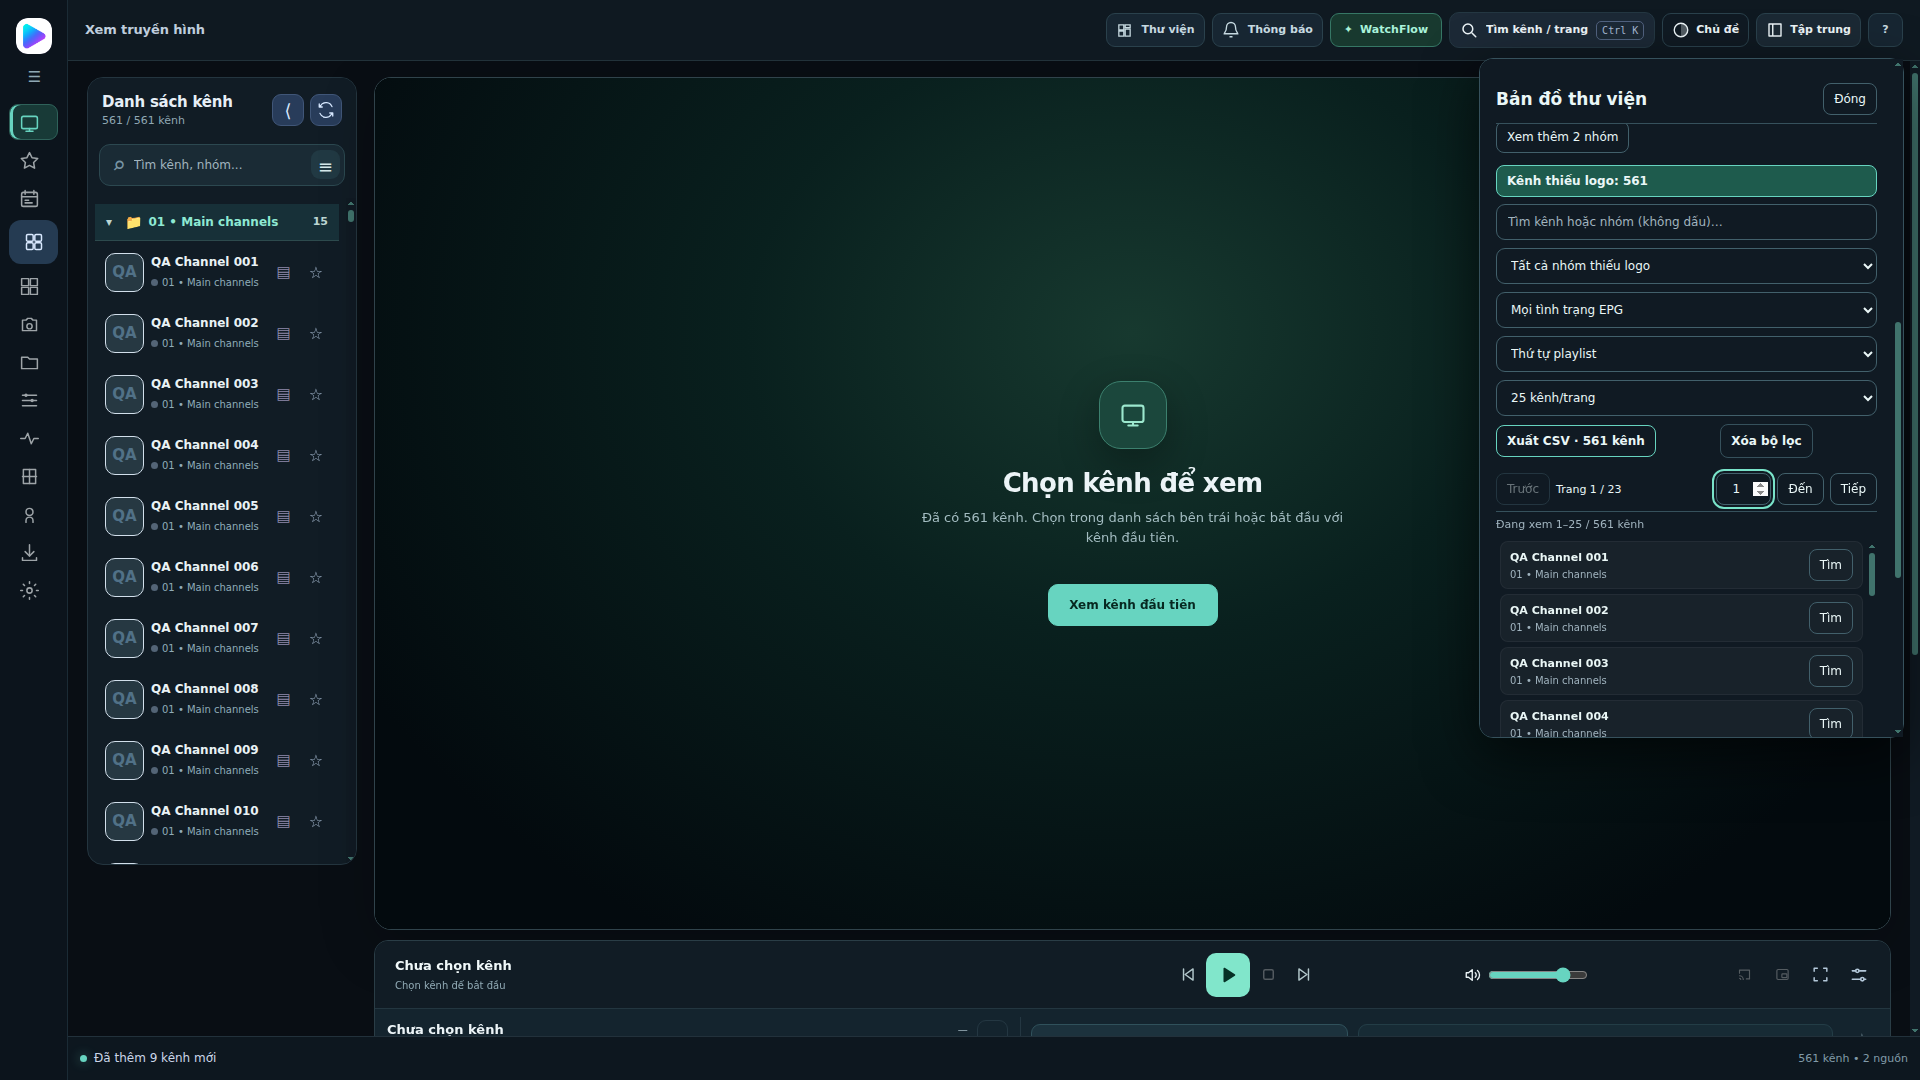 Xem truyền hình
Thư viện
Thông báo
✦ WatchFlow
Tìm kênh / trang Ctrl K
Chủ đề
Tập trung
?
Danh sách kênh
561 / 561 kênh
Tìm kênh, nhóm...
01 • Main channels 15
QA QA Channel 001
01 • Main channels
QA QA Channel 002
01 • Main channels
QA QA Channel 003
01 • Main channels
QA QA Channel 004
01 • Main channels
QA QA Channel 005
01 • Main channels
QA QA Channel 006
01 • Main channels
QA QA Channel 007
01 • Main channels
QA QA Channel 008
01 • Main channels
QA QA Channel 009
01 • Main channels
QA QA Channel 010
01 • Main channels
Chọn kênh để xem
Đã có 561 kênh. Chọn trong danh sách bên trái hoặc bắt đầu với
kênh đầu tiên.
Xem kênh đầu tiên
Bản đồ thư viện
Đóng
Xem thêm 2 nhóm
Kênh thiếu logo: 561
Tìm kênh hoặc nhóm (không dấu)...
Tất cả nhóm thiếu logo
Mọi tình trạng EPG
Thứ tự playlist
25 kênh/trang
Xuất CSV · 561 kênh
Xóa bộ lọc
Trước Trang 1 / 23 1 Đến Tiếp
Đang xem 1–25 / 561 kênh
QA Channel 001
01 • Main channels
Tìm
QA Channel 002
01 • Main channels
Tìm
QA Channel 003
01 • Main channels
Tìm
QA Channel 004
01 • Main channels
Tìm
Chưa chọn kênh
Chọn kênh để bắt đầu
Chưa chọn kênh
Đã thêm 9 kênh mới
561 kênh • 2 nguồn